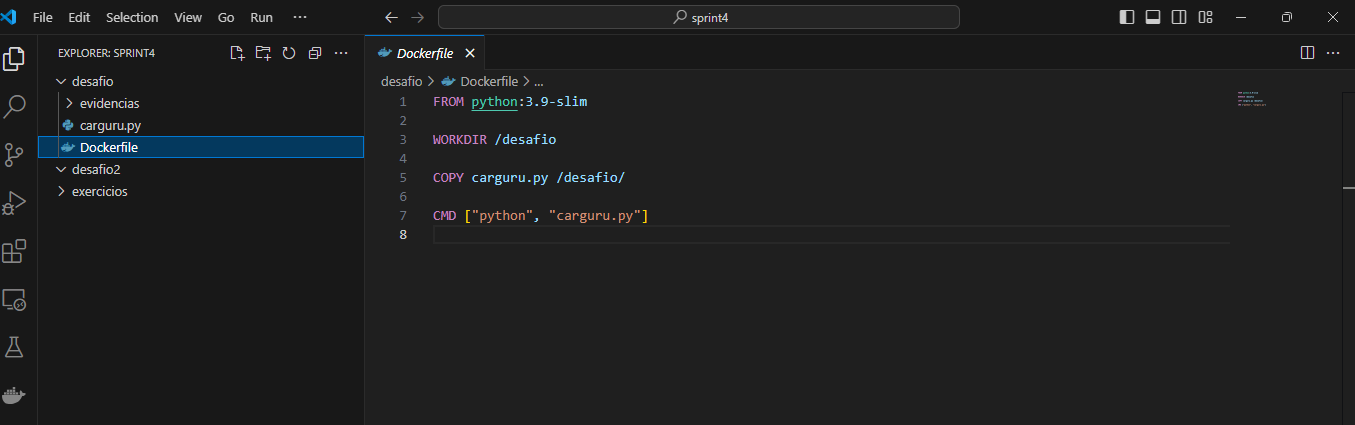 File Edit Selection View Go Run ···
sprint4
EXPLORER: SPRINT4
desafio
evidencias
carguru.py
Dockerfile
desafio2
exercicios
Dockerfile
desafio > Dockerfile > ...
1 FROM python:3.9-slim
2
3 WORKDIR /desafio
4
5 COPY carguru.py /desafio/
6
7 CMD ["python", "carguru.py"]
8